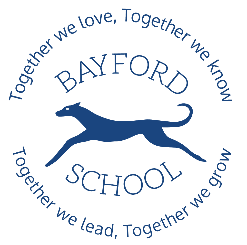 Together we love, Together we know
BAYFORD
SCHOOL
Together we lead, Together we grow